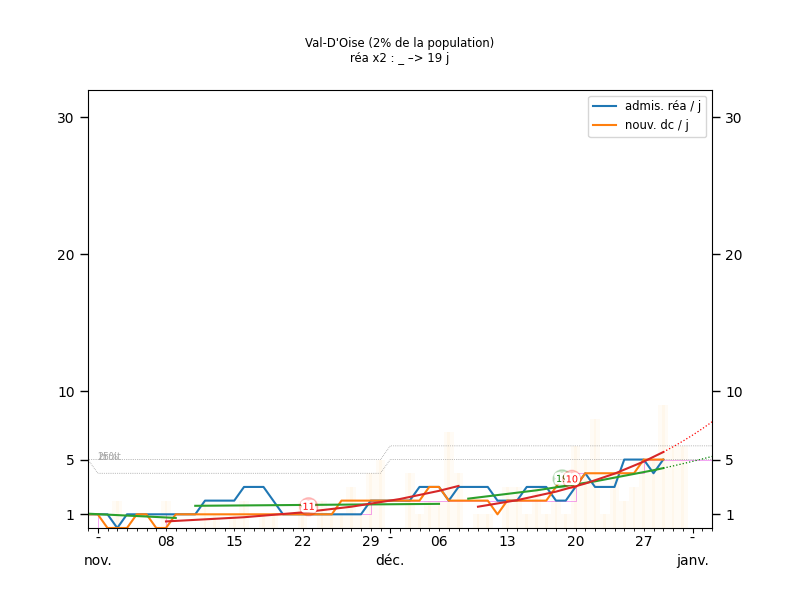 Val-D'Oise (2% de la population)
réa x2 : _ –> 19 j
admis. réa / j
nouv. dc / j
30 30
20 20
10 10
5 5
1 1
11
10
- 08 15 22 29 - 06 13 20 27 -
nov. déc. janv.